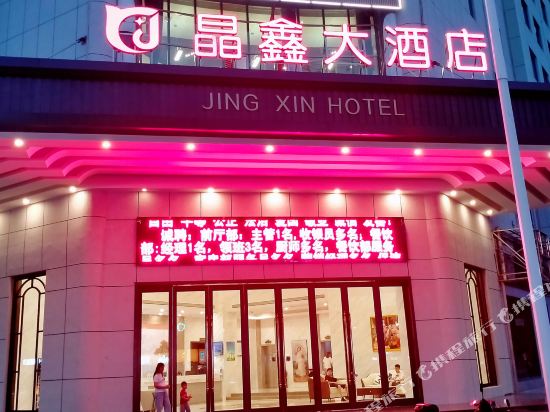 晶鑫大酒店
JING XIN HOTEL
诚聘，前厅部：主管1名，收银员多名，餐饮
部：经理1名，领班3名，厨师多名，餐饮部服务
携程旅行